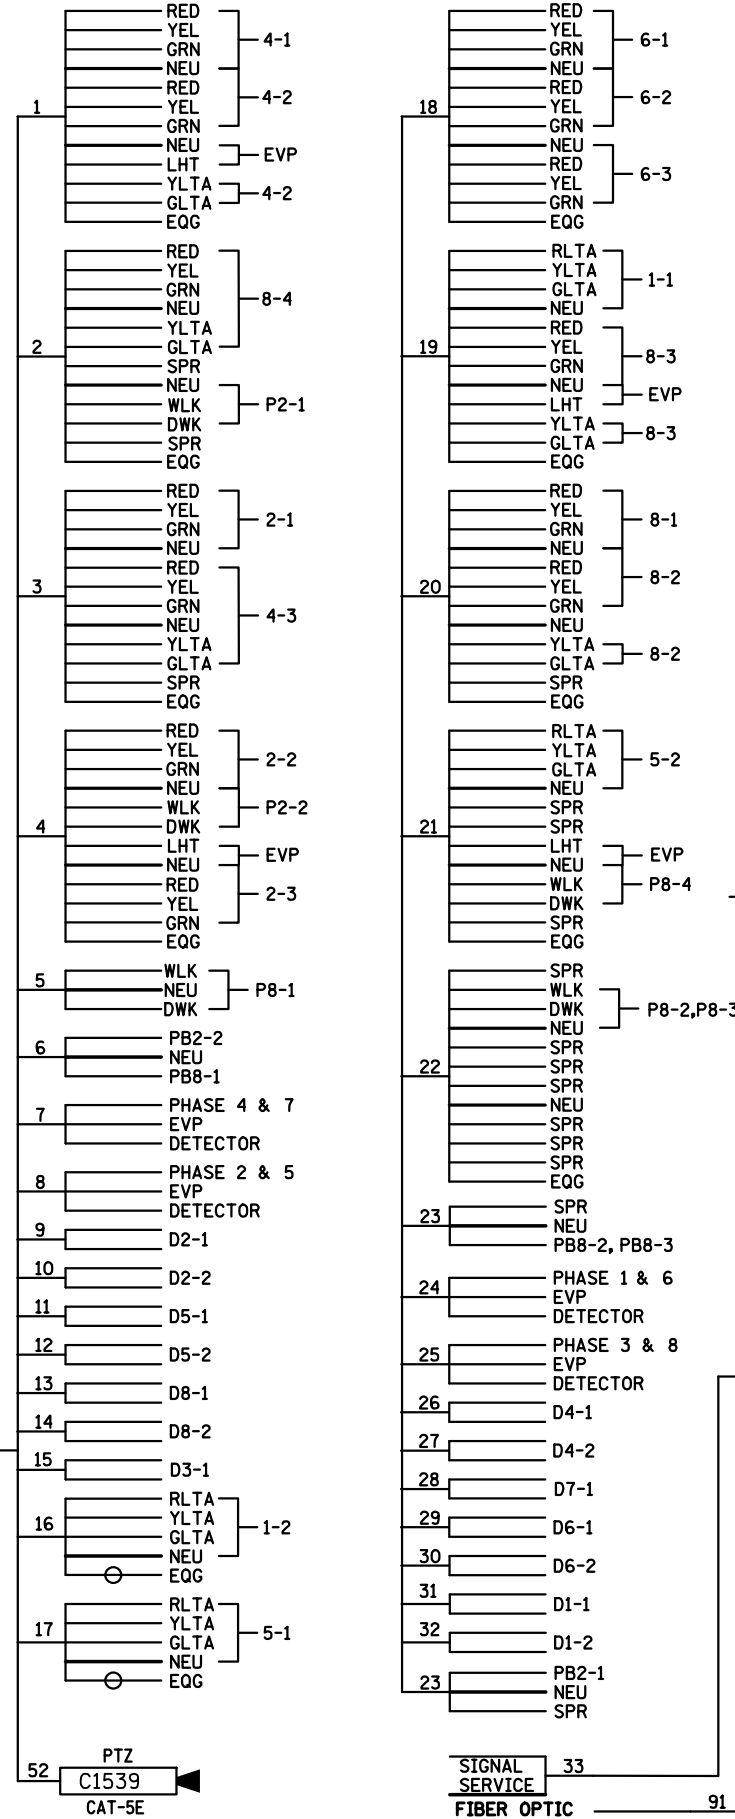 1
RED
YEL
GRN
NEU
RED
YEL
GRN
NEU
LHT
YLTA
GLTA
EQG
4-1
4-2
EVP
4-2
2
RED
YEL
GRN
NEU
YLTA
GLTA
SPR
NEU
WLK
DWK
SPR
EQG
8-4
P2-1
3
RED
YEL
GRN
NEU
RED
YEL
GRN
NEU
YLTA
GLTA
SPR
EQG
2-1
4-3
4
RED
YEL
GRN
NEU
WLK
DWK
LHT
NEU
RED
YEL
GRN
EQG
2-2
P2-2
EVP
2-3
5
WLK
NEU
DWK
P8-1
6
PB2-2
NEU
PB8-1
7
PHASE 4 & 7
EVP
DETECTOR
8
PHASE 2 & 5
EVP
DETECTOR
9
D2-1
10
D2-2
11
D5-1
12
D5-2
13
D8-1
14
D8-2
15
D3-1
16
RLTA
YLTA
GLTA
NEU
EQG
1-2
17
RLTA
YLTA
GLTA
NEU
EQG
5-1
52
PTZ
C1539
CAT-5E
18
RED
YEL
GRN
NEU
RED
YEL
GRN
NEU
RED
YEL
GRN
EQG
6-1
6-2
6-3
19
RLTA
YLTA
GLTA
NEU
RED
YEL
GRN
NEU
LHT
YLTA
GLTA
EQG
1-1
8-3
EVP
8-3
20
RED
YEL
GRN
NEU
RED
YEL
GRN
NEU
YLTA
GLTA
SPR
EQG
8-1
8-2
8-2
21
RLTA
YLTA
GLTA
NEU
SPR
SPR
LHT
NEU
WLK
DWK
SPR
EQG
5-2
EVP
P8-4
22
SPR
WLK
DWK
NEU
SPR
SPR
SPR
NEU
SPR
SPR
SPR
EQG
P8-2,P8-3
23
SPR
NEU
PB8-2, PB8-3
24
PHASE 1 & 6
EVP
DETECTOR
25
PHASE 3 & 8
EVP
DETECTOR
26
D4-1
27
D4-2
28
D7-1
29
D6-1
30
D6-2
31
D1-1
32
D1-2
23
PB2-1
NEU
SPR
SIGNAL
SERVICE
33
FIBER OPTIC
91